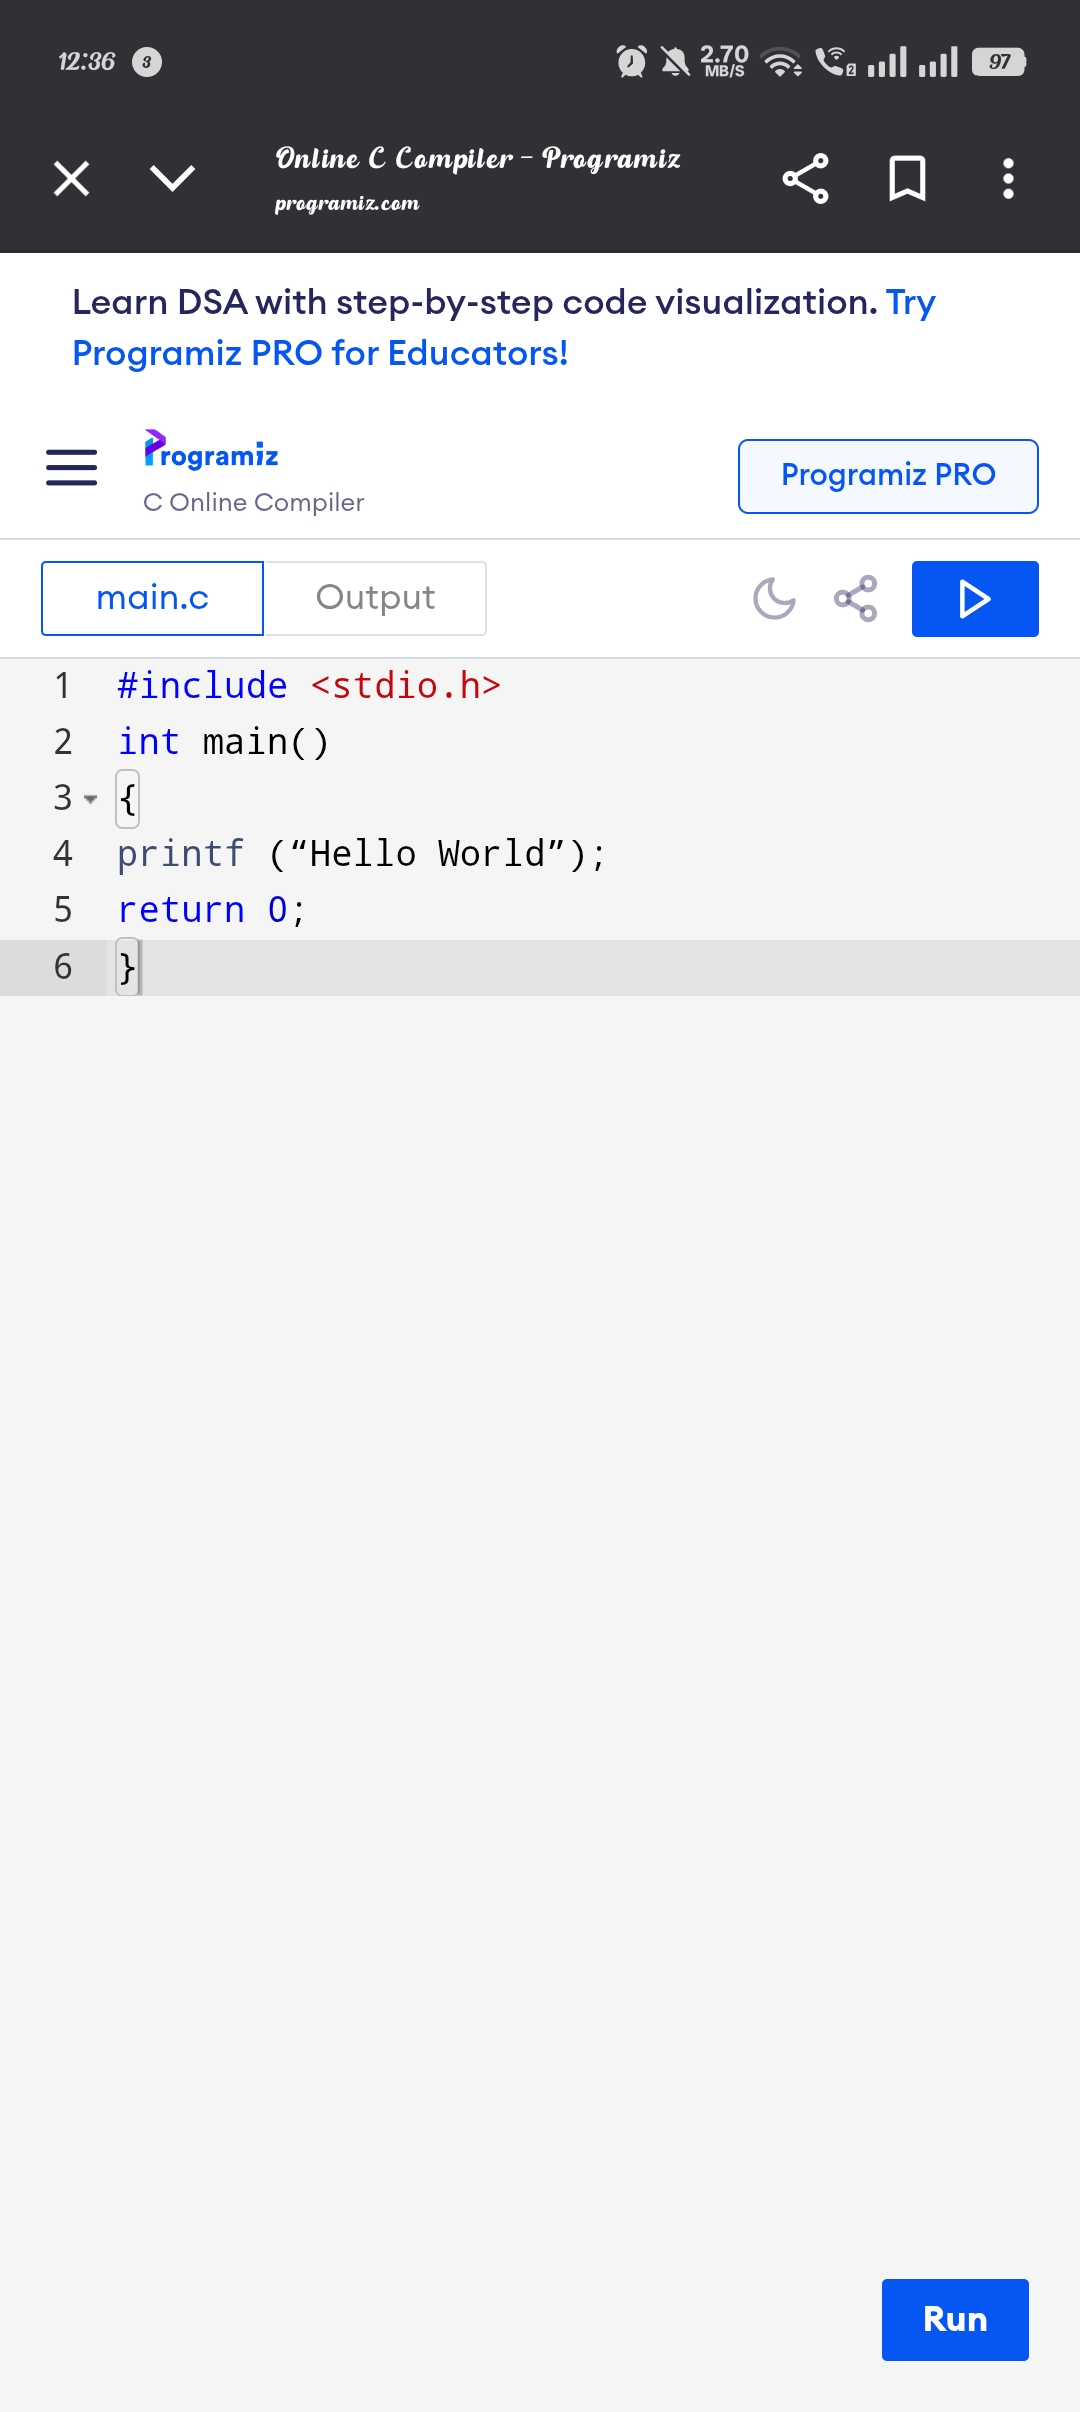 12:36 3 2.70 MB/S 2 97
Online C Compiler - Programiz
programiz.com
Learn DSA with step-by-step code visualization. Try
Programiz PRO for Educators!
Programiz
C Online Compiler
Programiz PRO
main.c Output
1 #include <stdio.h>
2 int main()
3 {
4 printf (“Hello World”);
5 return 0;
6 }
Run